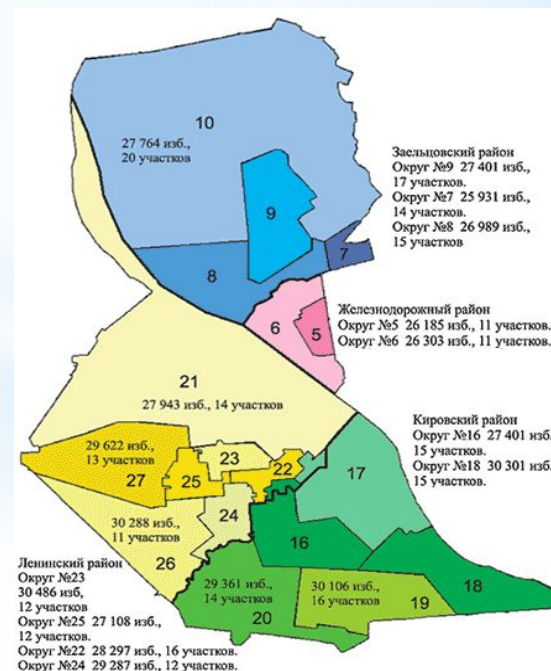 10
27 764 изб.,
20 участков
9
8
7
Заельцовский район
Округ №9 27 401 изб.,
17 участков.
Округ №7 25 931 изб.,
14 участков.
Округ №8 26 989 изб.,
15 участков
6
5
Железнодорожный район
Округ №5 26 185 изб., 11 участков.
Округ №6 26 303 изб., 11 участков.
21
27 943 изб., 14 участков
29 622 изб.,
13 участков
27
25
23
22
24
30 288 изб.,
11 участков
26
Кировский район
Округ №16 27 401 изб.
15 участков.
Округ №18 30 301 изб.,
15 участков.
17
16
18
29 361 изб.,
14 участков
20
30 106 изб,
16 участков
19
Ленинский район
Округ №23
30 486 изб,
12 участков
Округ №25 27 108 изб.,
12 участков.
Округ №22 28 297 изб., 16 участков.
Округ №24 29 287 изб., 12 участков.